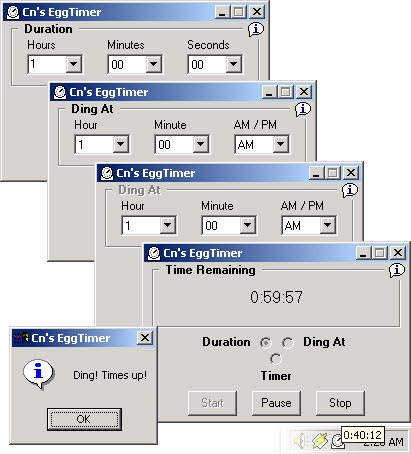 Cn's EggTimer
Duration
Hours Minutes Seconds
1 00 00
Cn's EggTimer
Ding At
Hour Minute AM / PM
1 00 AM
Cn's EggTimer
Ding At
Hour Minute AM / PM
1 00 AM
Cn's EggTimer
Time Remaining
0:59:57
Duration Ding At
Timer
Start Pause Stop
Cn's EggTimer
Ding! Times up!
OK
0:40:12
AM